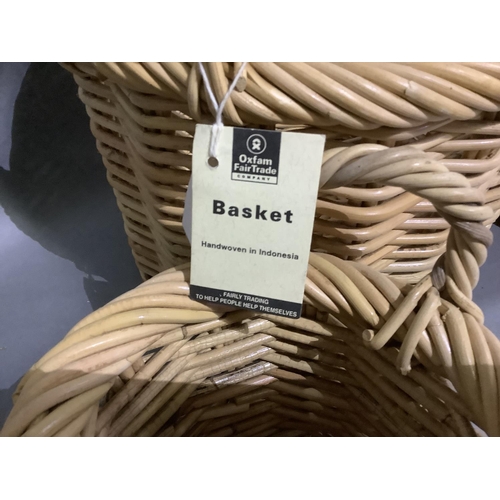 Oxfam
FairTrade
COMPANY
Basket
Handwoven in Indonesia
FAIRLY TRADING
TO HELP PEOPLE HELP THEMSELVES